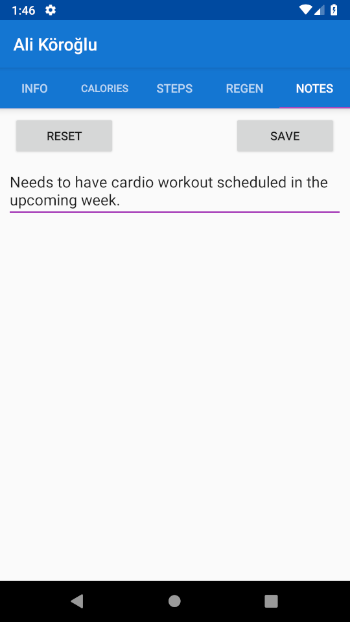 1:46
Ali Köroğlu
INFO CALORIES STEPS REGEN NOTES
RESET SAVE
Needs to have cardio workout scheduled in the
upcoming week.